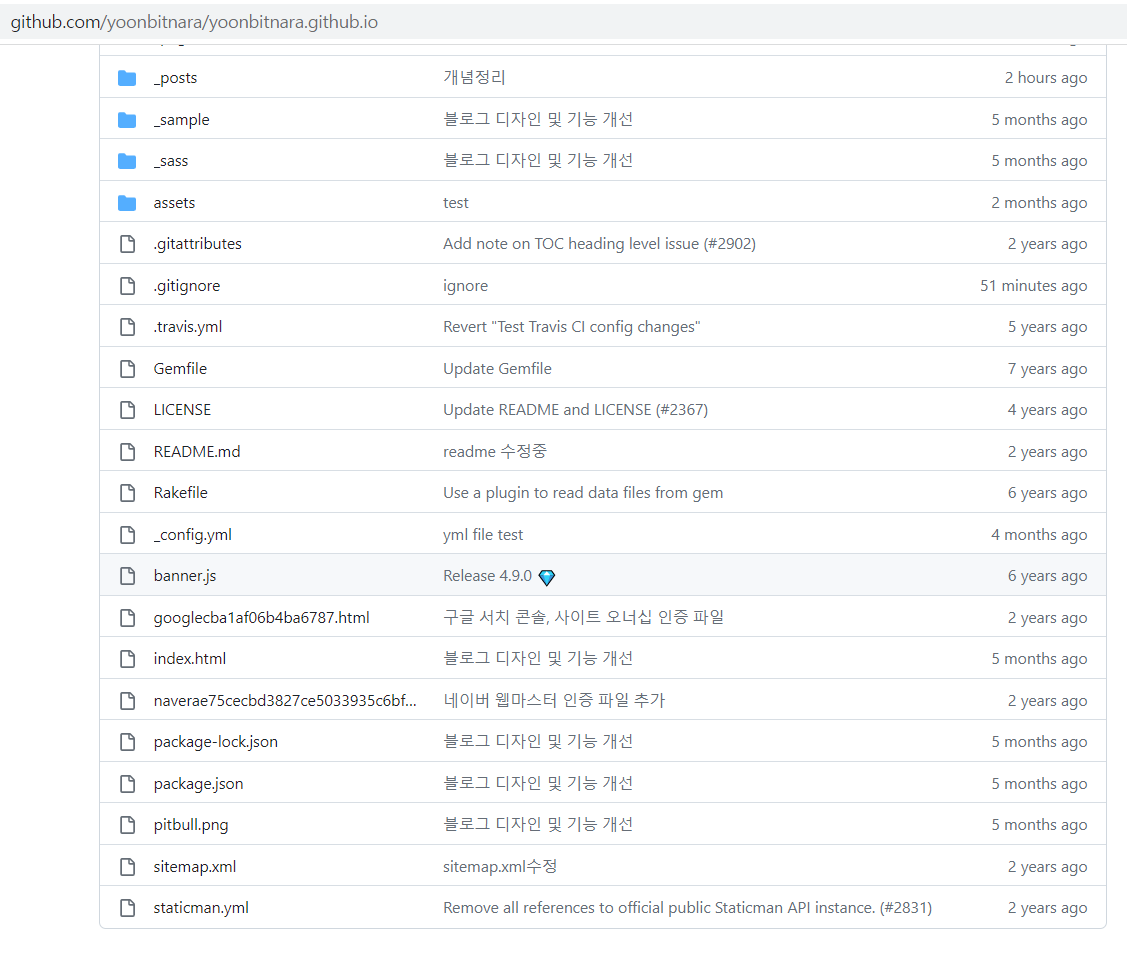 github.com/yoonbitnara/yoonbitnara.github.io
_posts 개념정리 2 hours ago
_sample 블로그 디자인 및 기능 개선 5 months ago
_sass 블로그 디자인 및 기능 개선 5 months ago
assets test 2 months ago
.gitattributes Add note on TOC heading level issue (#2902) 2 years ago
.gitignore ignore 51 minutes ago
.travis.yml Revert "Test Travis CI config changes" 5 years ago
Gemfile Update Gemfile 7 years ago
LICENSE Update README and LICENSE (#2367) 4 years ago
README.md readme 수정중 2 years ago
Rakefile Use a plugin to read data files from gem 6 years ago
_config.yml yml file test 4 months ago
banner.js Release 4.9.0 💎 6 years ago
googlecba1af06b4ba6787.html 구글 서치 콘솔, 사이트 오너십 인증 파일 2 years ago
index.html 블로그 디자인 및 기능 개선 5 months ago
naverae75cecbd3827ce5033935c6bf... 네이버 웹마스터 인증 파일 추가 2 years ago
package-lock.json 블로그 디자인 및 기능 개선 5 months ago
package.json 블로그 디자인 및 기능 개선 5 months ago
pitbull.png 블로그 디자인 및 기능 개선 5 months ago
sitemap.xml sitemap.xml수정 2 years ago
staticman.yml Remove all references to official public Staticman API instance. (#2831) 2 years ago